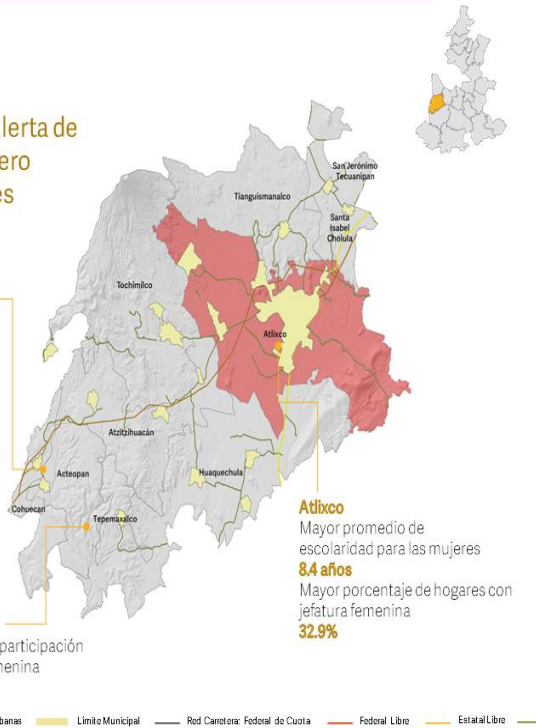 lerta de
ero
es
San Jerónimo
Tecuanipan
Tianguismanalco
Santa
Isabel
Cholula
Tochimilco
Atlixco
Atzitzihuacán
Huaquechula
Acteopan
Cohuecan
Tepemaxalco
Atlixco
Mayor promedio de
escolaridad para las mujeres
8.4 años
Mayor porcentaje de hogares con
jefatura femenina
32.9%
participación
menina
banas Límite Municipal Red Carretera: Federal de Cuota Federal Libre Estatal Libre